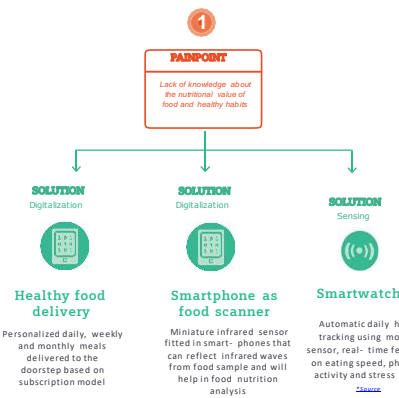 1
PAINPOINT
Lack of knowledge about
the nutritional value of
food and healthy habits
SOLUTION
Digitalization
Healthy food
delivery
Personalized daily, weekly
and monthly meals
delivered to the
doorstep based on
subscription model
SOLUTION
Digitalization
Smartphone as
food scanner
Miniature infrared sensor
fitted in smart- phones that
can reflect infrared waves
from food sample and will
help in food nutrition
analysis
SOLUTION
Sensing
Smartwatch
Automatic daily h
tracking using mo
sensor, real- time fe
on eating speed, ph
activity and stress
*Source